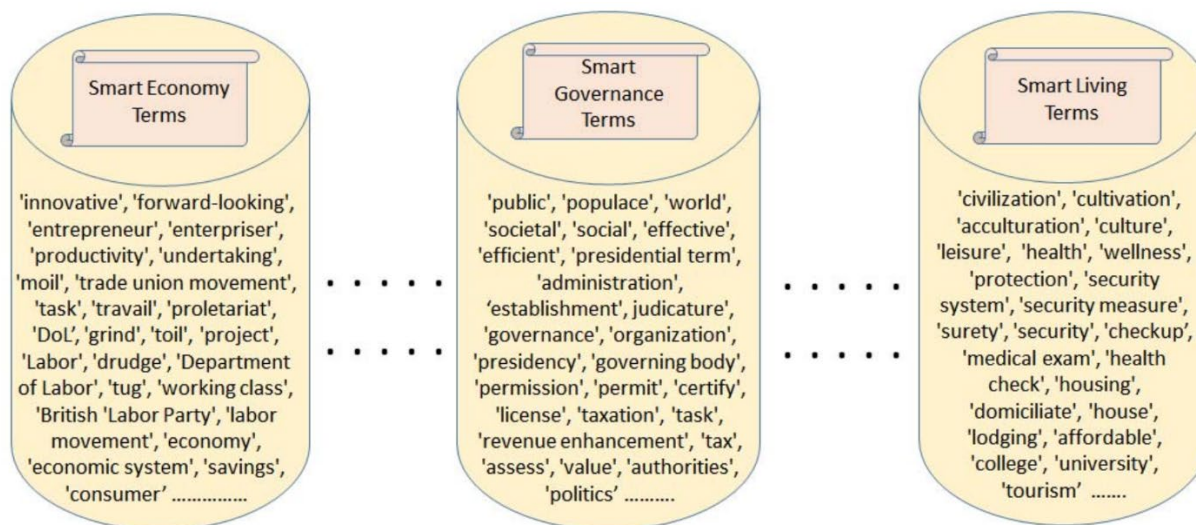 Smart Economy
Terms
'innovative', 'forward-looking',
'entrepreneur', 'enterpriser',
'productivity', 'undertaking',
'moil', 'trade union movement',
'task', 'travail', 'proletariat',
'DoL’, 'grind', 'toil', 'project',
'Labor', 'drudge', 'Department
of Labor', 'tug', 'working class',
'British 'Labor Party', 'labor
movement', 'economy',
'economic system', 'savings',
'consumer’ ……………
Smart
Governance
Terms
'public', 'populace', 'world',
'societal', 'social', 'effective',
'efficient', 'presidential term',
'administration',
‘establishment', judicature',
'governance', 'organization',
'presidency', 'governing body',
'permission', 'permit', 'certify',
'license', 'taxation', 'task',
'revenue enhancement', 'tax',
'assess', 'value', 'authorities',
'politics’ ……….
Smart Living
Terms
'civilization', 'cultivation',
'acculturation', 'culture',
'leisure', 'health', 'wellness',
'protection', 'security
system', 'security measure',
'surety', 'security', 'checkup’,
'medical exam', 'health
check', 'housing',
'domiciliate', 'house',
'lodging', 'affordable',
'college', 'university',
'tourism’ …….